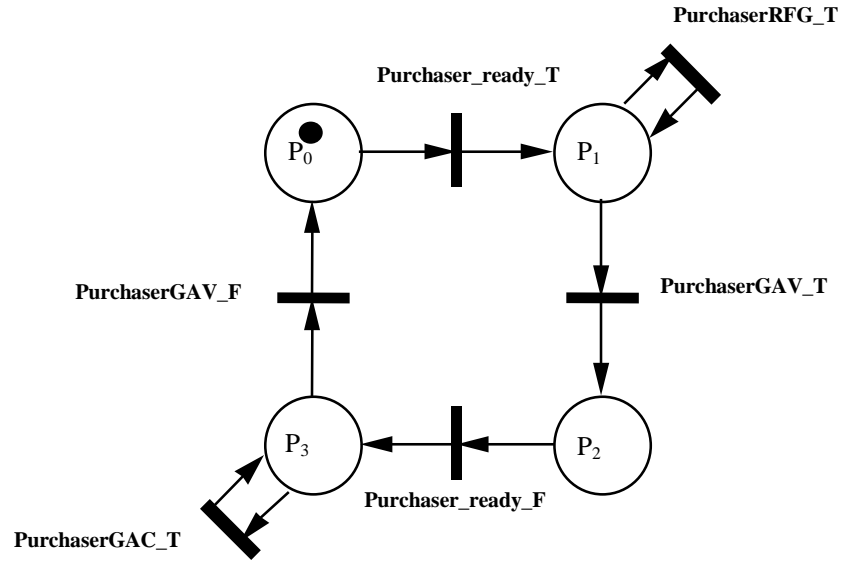 PurchaserRFG_T
Purchaser_ready_T
P₀
P₁
PurchaserGAV_F
PurchaserGAV_T
P₃
P₂
Purchaser_ready_F
PurchaserGAC_T